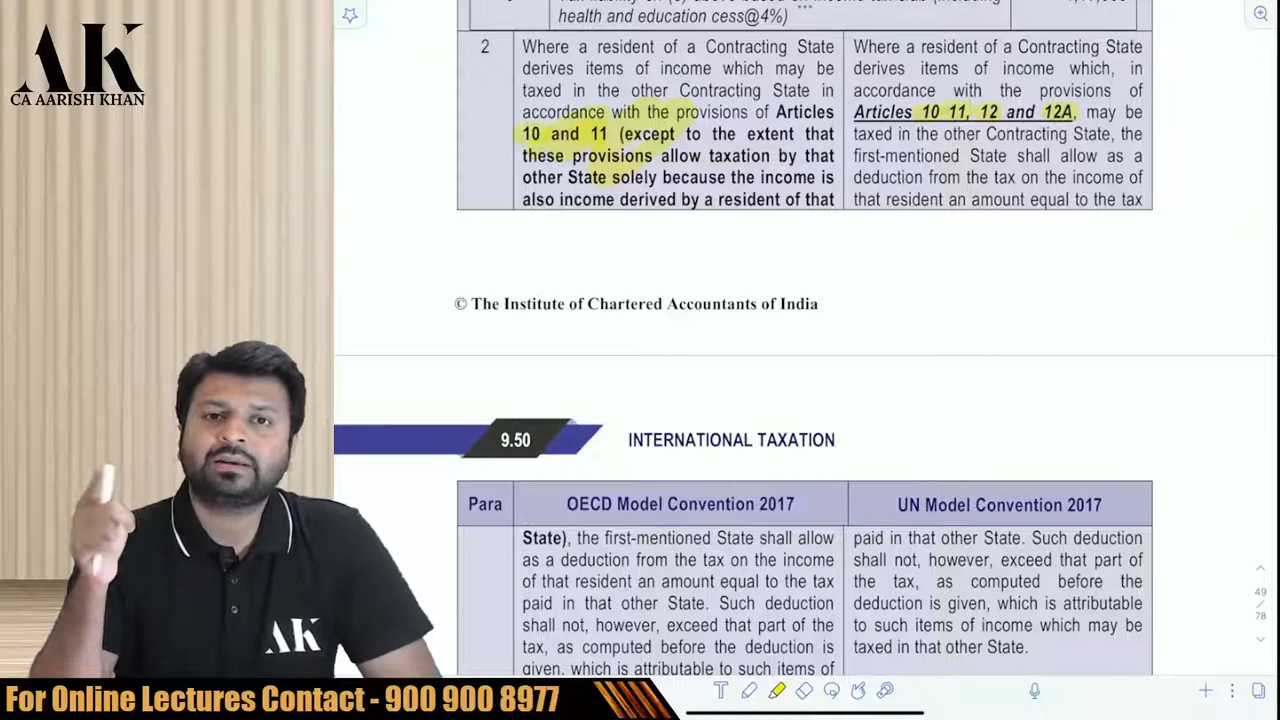 AK
CA AARISH KHAN
health and education cess@4%)
2
Where a resident of a Contracting State
derives items of income which may be
taxed in the other Contracting State in
accordance with the provisions of Articles
10 and 11 (except to the extent that
these provisions allow taxation by that
other State solely because the income is
also income derived by a resident of that
Where a resident of a Contracting State
derives items of income which, in
accordance with the provisions of
Articles 10 11, 12 and 12A, may be
taxed in the other Contracting State, the
first-mentioned State shall allow as a
deduction from the tax on the income of
that resident an amount equal to the tax
© The Institute of Chartered Accountants of India
9.50
INTERNATIONAL TAXATION
Para
OECD Model Convention 2017
UN Model Convention 2017
State), the first-mentioned State shall allow
as a deduction from the tax on the income
of that resident an amount equal to the tax
paid in that other State. Such deduction
shall not, however, exceed that part of the
tax, as computed before the deduction is
given, which is attributable to such items of
paid in that other State. Such deduction
shall not, however, exceed that part of
the tax, as computed before the
deduction is given, which is attributable
to such items of income which may be
taxed in that other State.
49
78
AK
T
For Online Lectures Contact - 900 900 8977